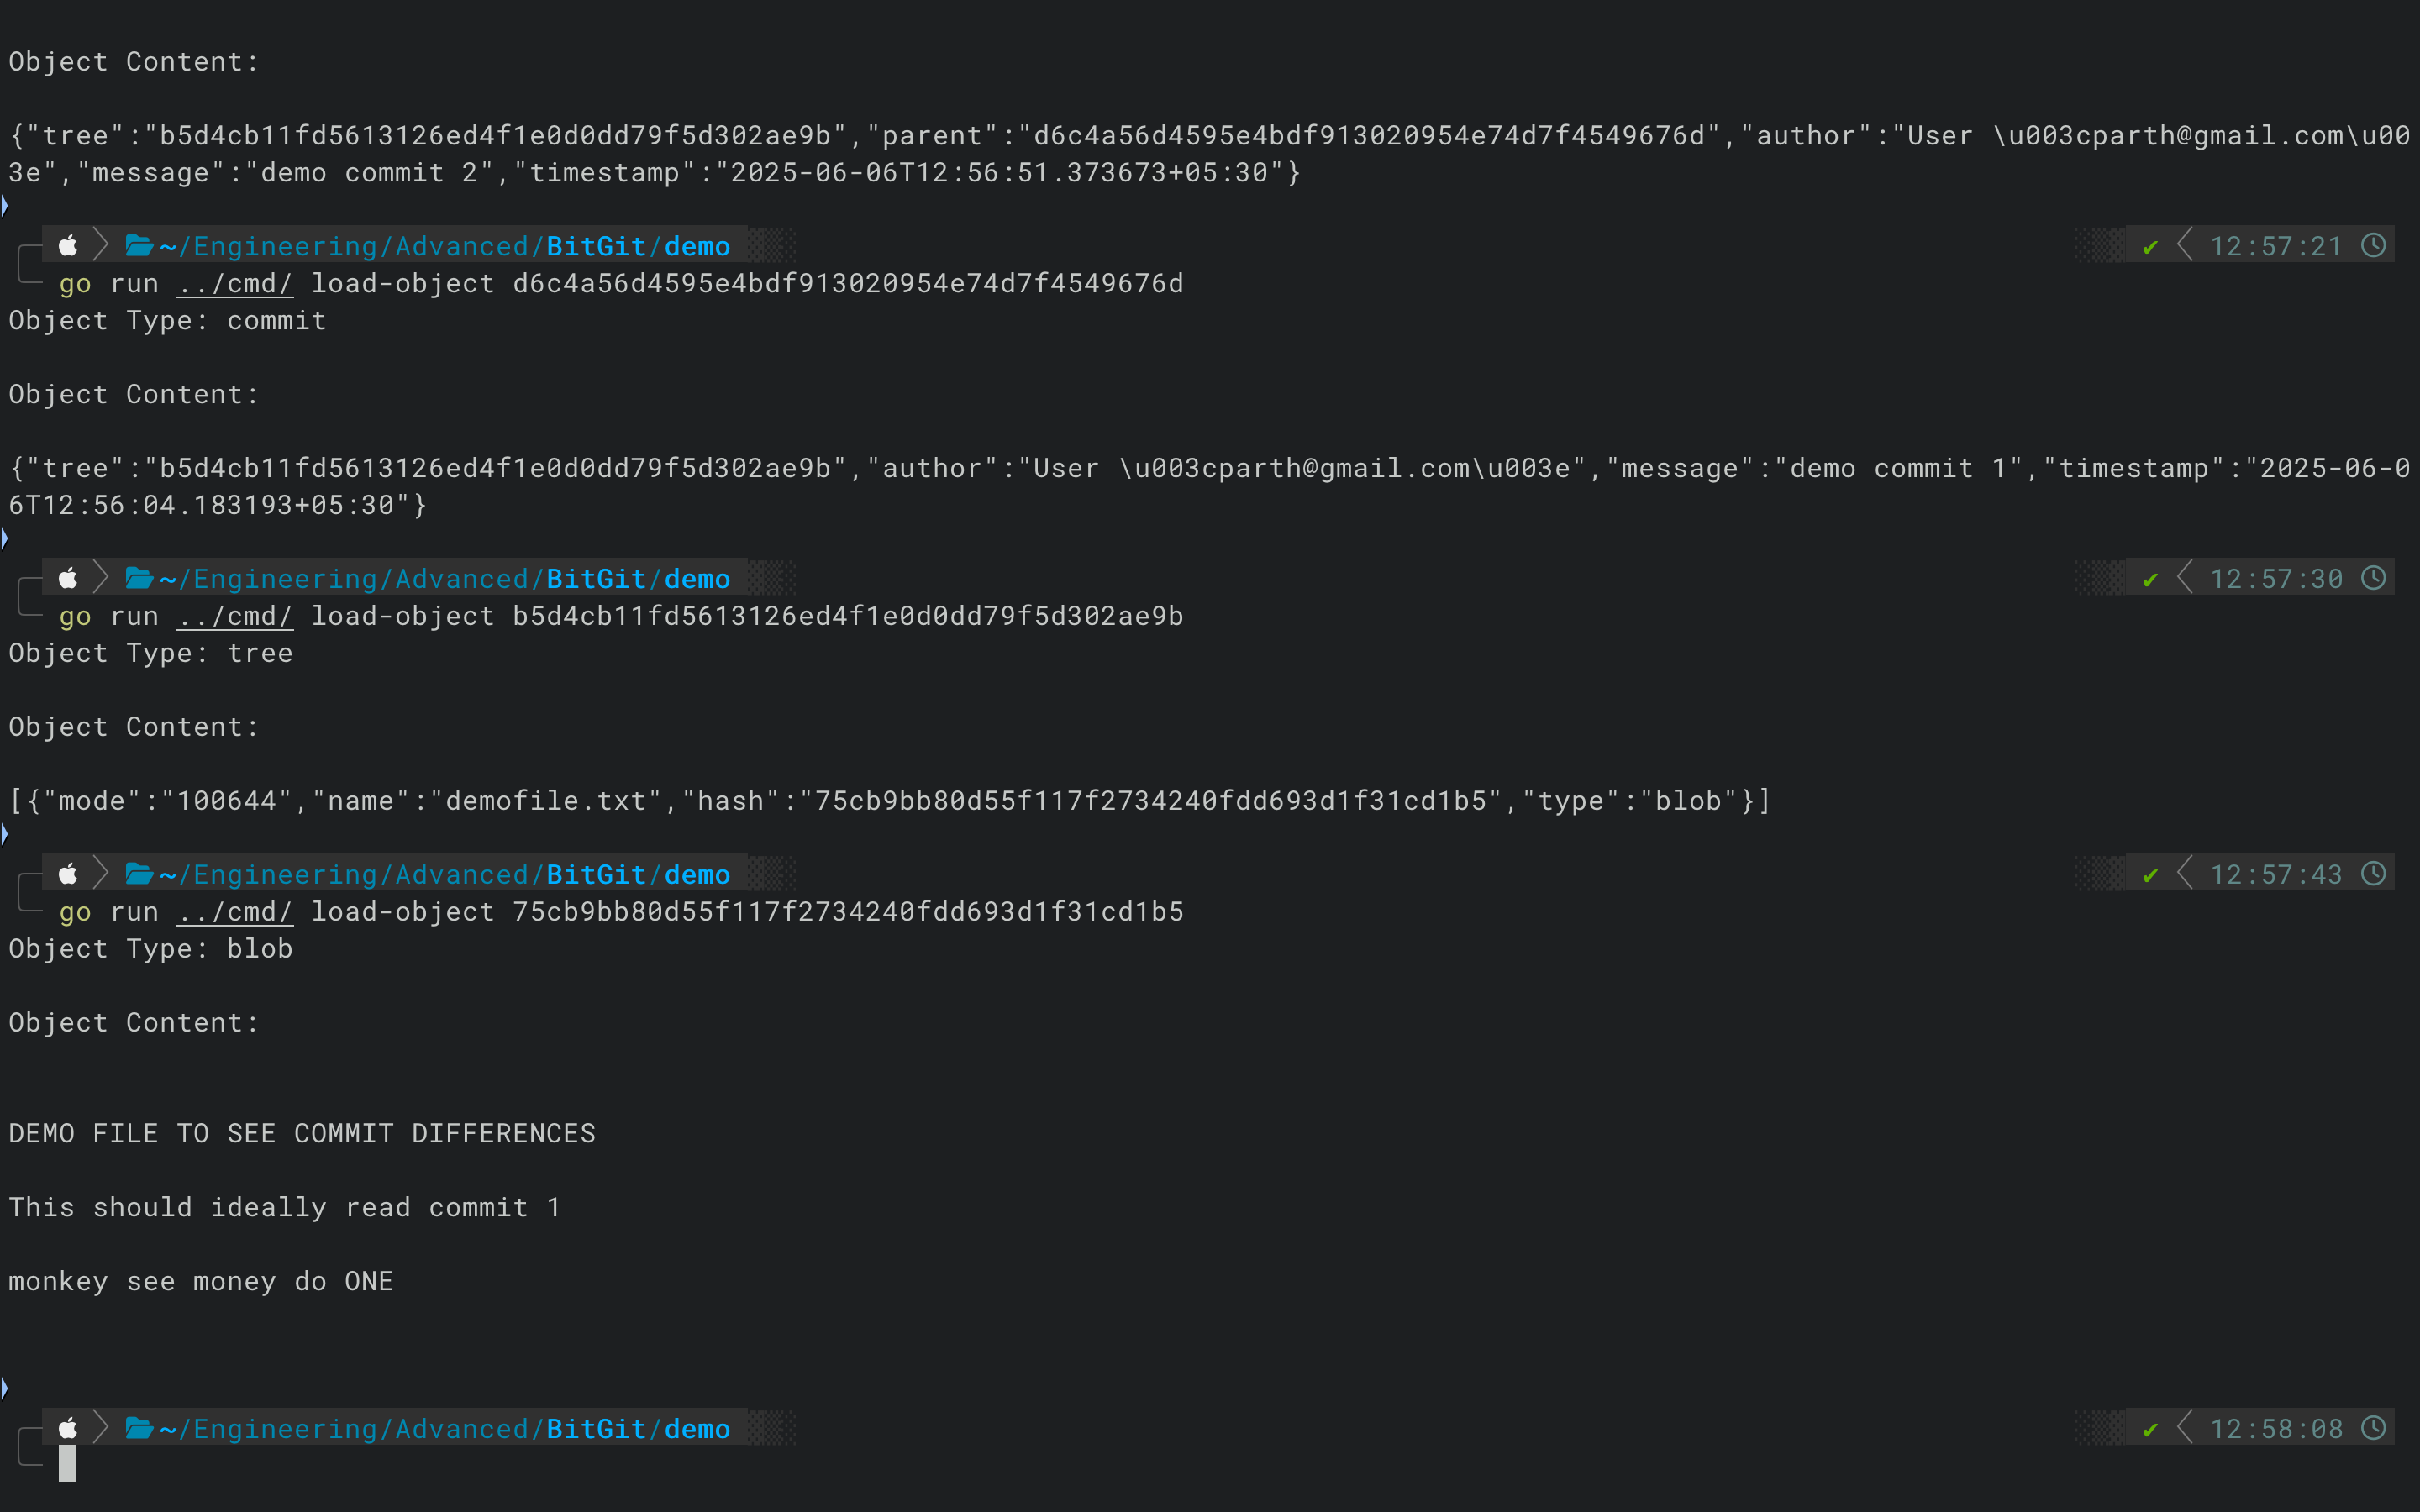 Object Content:
{"tree":"b5d4cb11fd5613126ed4f1e0d0dd79f5d302ae9b","parent":"d6c4a56d4595e4bdf913020954e74d7f4549676d","author":"User \u003cparth@gmail.com\u00
3e","message":"demo commit 2","timestamp":"2025-06-06T12:56:51.373673+05:30"}
~/Engineering/Advanced/BitGit/demo ✔ 12:57:21
go run ../cmd/ load-object d6c4a56d4595e4bdf913020954e74d7f4549676d
Object Type: commit
Object Content:
{"tree":"b5d4cb11fd5613126ed4f1e0d0dd79f5d302ae9b","author":"User \u003cparth@gmail.com\u003e","message":"demo commit 1","timestamp":"2025-06-0
6T12:56:04.183193+05:30"}
~/Engineering/Advanced/BitGit/demo ✔ 12:57:30
go run ../cmd/ load-object b5d4cb11fd5613126ed4f1e0d0dd79f5d302ae9b
Object Type: tree
Object Content:
[{"mode":"100644","name":"demofile.txt","hash":"75cb9bb80d55f117f2734240fdd693d1f31cd1b5","type":"blob"}]
~/Engineering/Advanced/BitGit/demo ✔ 12:57:43
go run ../cmd/ load-object 75cb9bb80d55f117f2734240fdd693d1f31cd1b5
Object Type: blob
Object Content:
DEMO FILE TO SEE COMMIT DIFFERENCES
This should ideally read commit 1
monkey see money do ONE
~/Engineering/Advanced/BitGit/demo ✔ 12:58:08